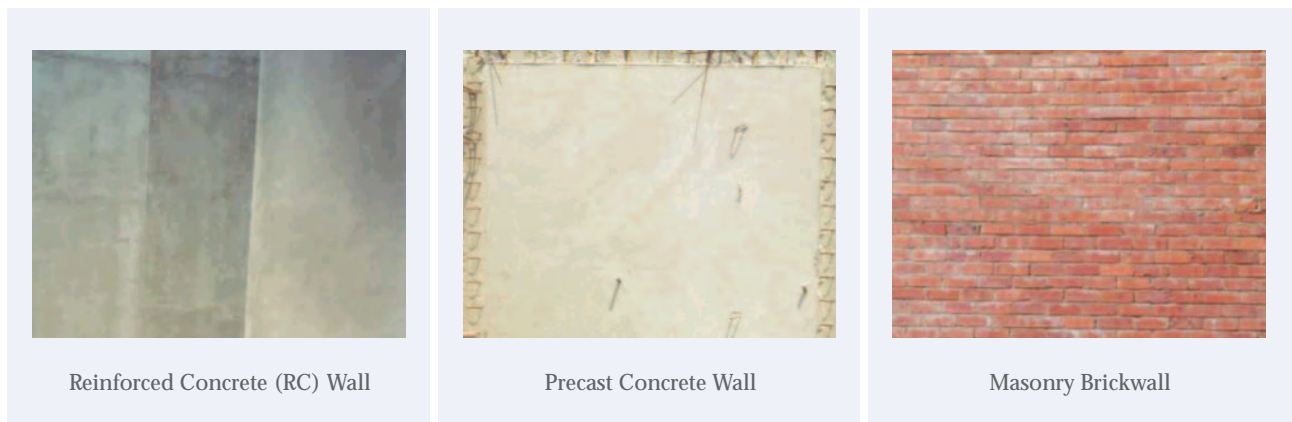 Reinforced Concrete (RC) Wall
Precast Concrete Wall
Masonry Brickwall